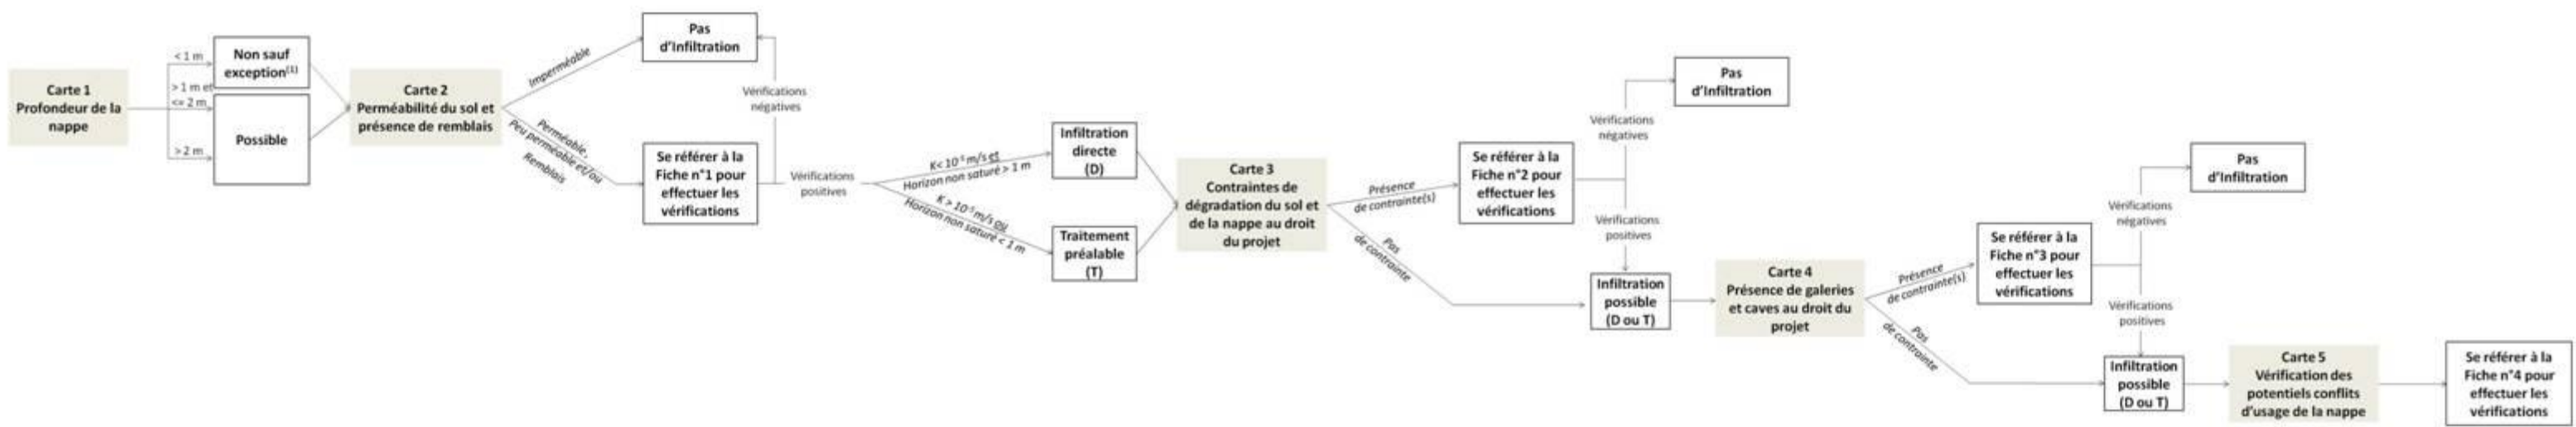 Carte 1
Profondeur de la
nappe
< 1 m
> 1 m et
<= 2 m
> 2 m
Non sauf
exception(1)
Possible
Carte 2
Perméabilité du sol et
présence de remblais
Imperméable
Perméable,
Peu perméable et/ou
Remblais
Pas
d'Infiltration
Vérifications
négatives
Se référer à la
Fiche n°1 pour
effectuer les
vérifications
Vérifications
positives
K< 10⁻⁵ m/s et
Horizon non saturé > 1 m
K > 10⁻⁵ m/s où
Horizon non saturé < 1 m
Infiltration
directe
(D)
Traitement
préalable
(T)
Carte 3
Contraintes de
dégradation du sol et
de la nappe au droit
du projet
Présence
de contrainte(s)
Pas
de contrainte
Se référer à la
Fiche n°2 pour
effectuer les
vérifications
Vérifications
négatives
Pas
d'Infiltration
Vérifications
positives
Infiltration
possible
(D ou T)
Carte 4
Présence de galeries
et caves au droit du
projet
Présence
de contrainte(s)
Pas
de contrainte
Se référer à la
Fiche n°3 pour
effectuer les
vérifications
Vérifications
négatives
Pas
d'Infiltration
Vérifications
positives
Infiltration
possible
(D ou T)
Carte 5
Vérification des
potentiels conflits
d'usage de la nappe
Se référer à la
Fiche n°4 pour
effectuer les
vérifications